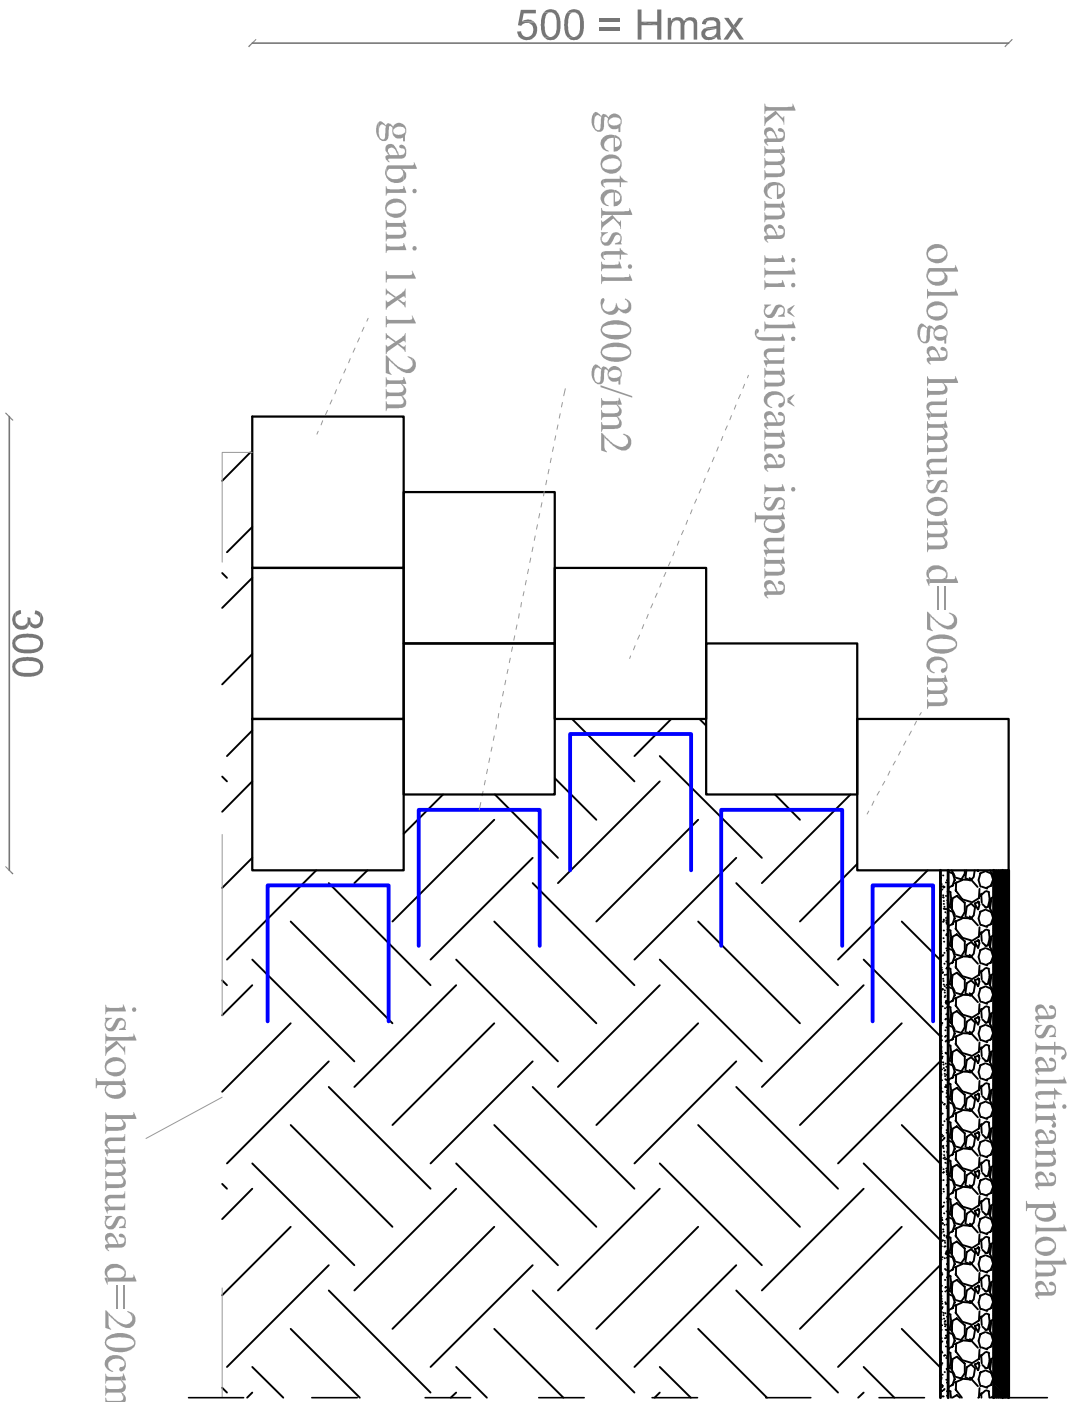 500 = Hmax
asfaltirana ploha
obloga humusom d=20cm
kamena ili šljunčana ispuna
geotekstil 300g/m2
gabioni 1x1x2m
iskop humusa d=20cm
300